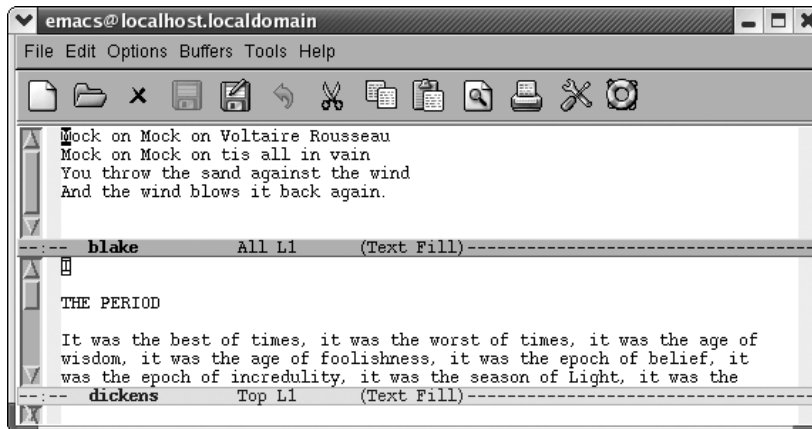 emacs@localhost.localdomain
File Edit Options Buffers Tools Help
Mock on Mock on Voltaire Rousseau
Mock on Mock on tis all in vain
You throw the sand against the wind
And the wind blows it back again.
--:-- blake All L1 (Text Fill)-----------------------------------
I
THE PERIOD
It was the best of times, it was the worst of times, it was the age of
wisdom, it was the age of foolishness, it was the epoch of belief, it
was the epoch of incredulity, it was the season of Light, it was the
--:-- dickens Top L1 (Text Fill)-----------------------------------